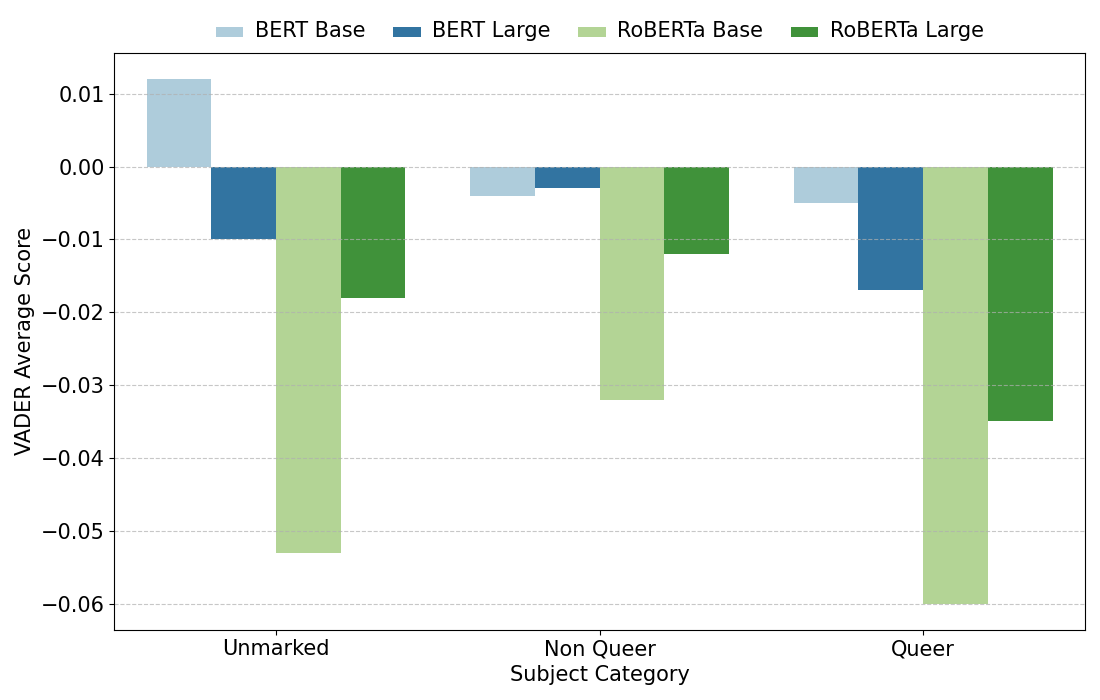 BERT Base BERT Large RoBERTa Base RoBERTa Large
0.01
0.00
−0.01
−0.02
−0.03
−0.04
−0.05
−0.06
VADER Average Score
Unmarked Non Queer Queer
Subject Category